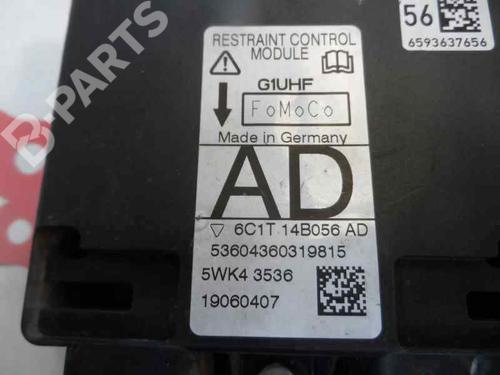 56
6593637656
RESTRAINT CONTROL
MODULE
G1UHF
FoMoCo
Made in Germany
AD
6C1T 14B056 AD
53604360319815
5WK4 3536
19060407
B-PARTS